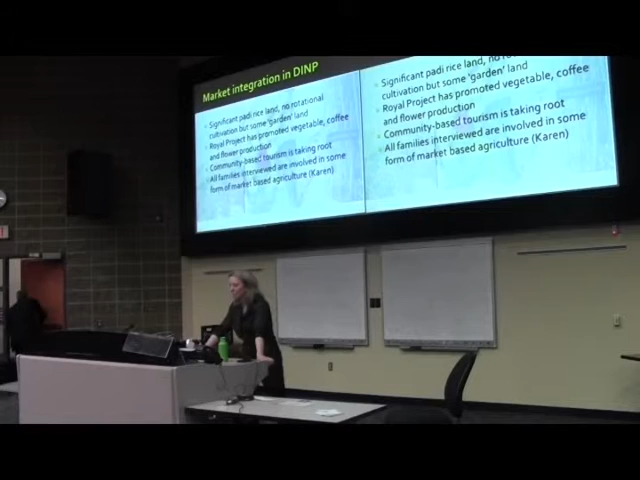 Market integration in DINP
Significant padi rice land, no rotational
cultivation but some 'garden' land
Royal Project has promoted vegetable, coffee
and flower production
Community-based tourism is taking root
All families interviewed are involved in some
form of market based agriculture (Karen)
Significant padi rice land, no
cultivation but some 'garden' land
Royal Project has promoted vegetable, coffee
and flower production
Community-based tourism is taking root
All families interviewed are involved in some
form of market based agriculture (Karen)